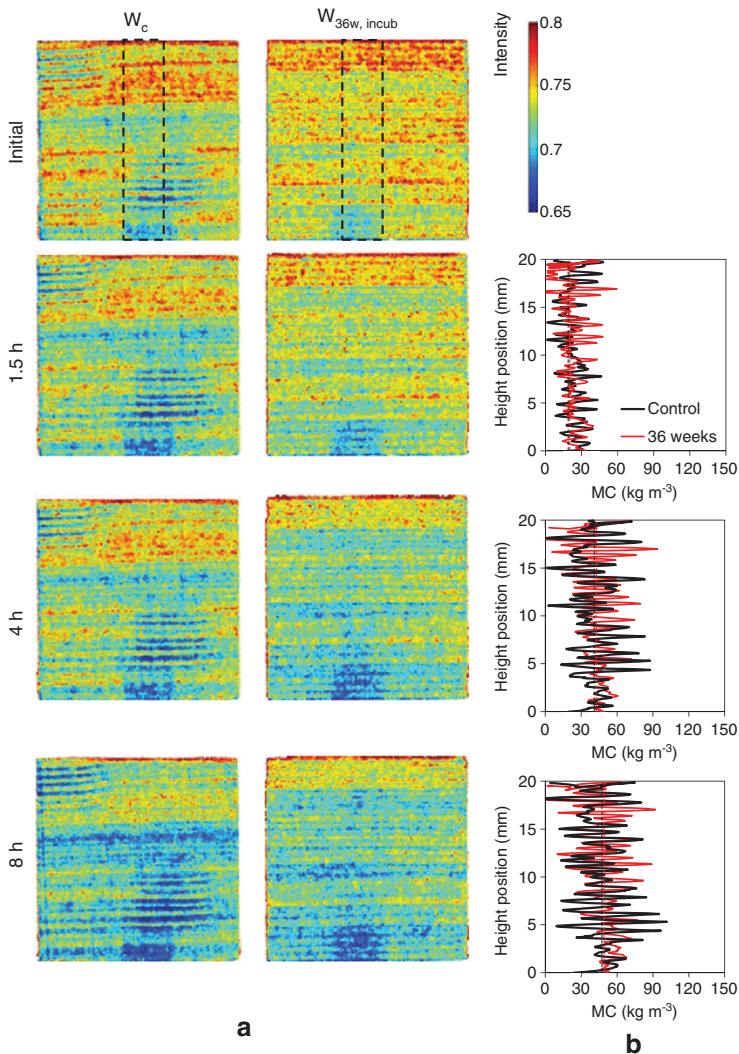 W_c
W_36w, incub
Intensity
0.8
0.75
0.7
0.65
Initial
1.5 h
4 h
8 h
20
15
10
5
0
Height position (mm)
Control
36 weeks
0 30 60 90 120 150
MC (kg m⁻³)
20
15
10
5
0
Height position (mm)
0 30 60 90 120 150
MC (kg m⁻³)
20
15
10
5
0
Height position (mm)
0 30 60 90 120 150
MC (kg m⁻³)
a
b